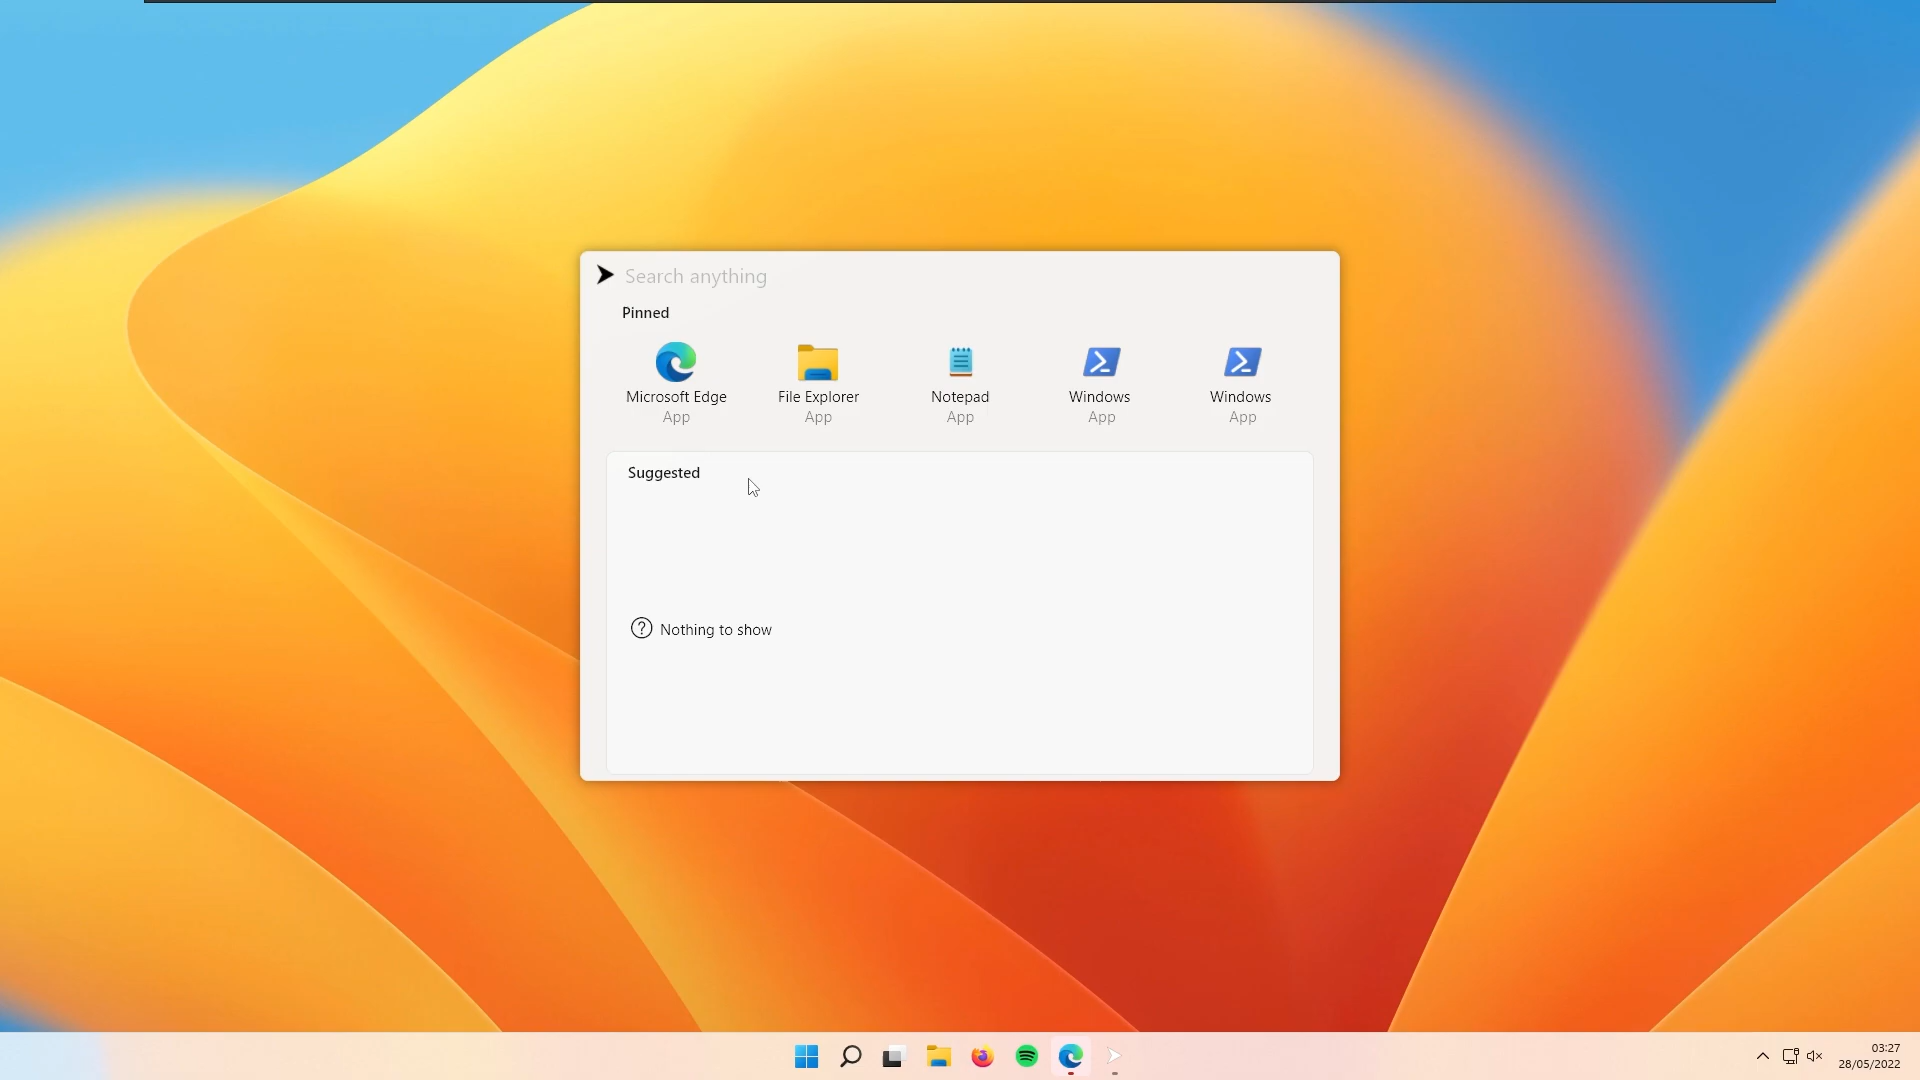 Search anything
Pinned
Microsoft Edge
App
File Explorer
App
Notepad
App
Windows
App
Windows
App
Suggested
Nothing to show
03:27
28/05/2022